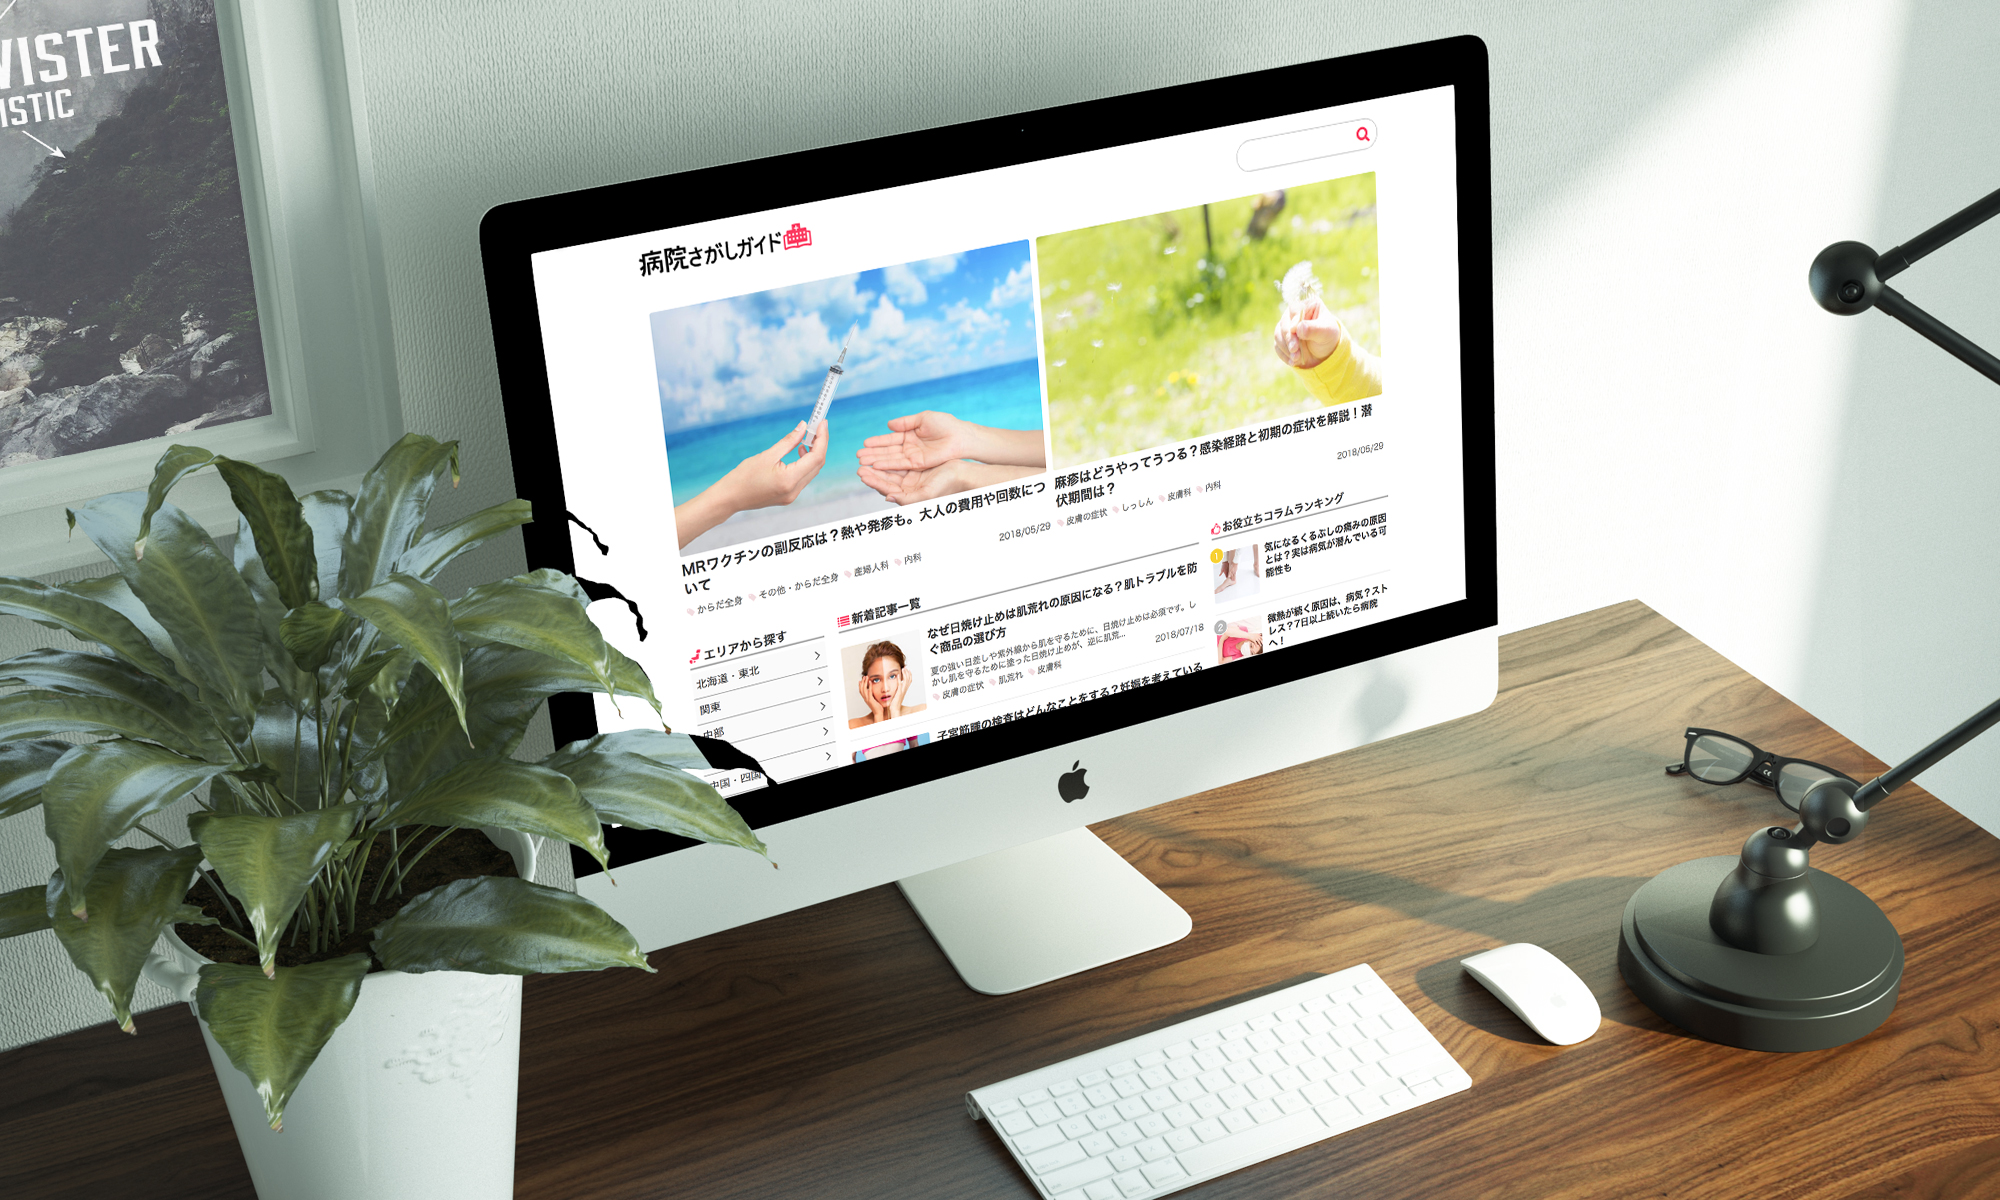 WISTER
ISTIC
病院さがしガイド
MRワクチンの副反応は？熱や発疹も。大人の費用や回数につ
いて
2018/05/29
からだ全身 その他・からだ全身 産婦人科 内科
麻疹はどうやってうつる？感染経路と初期の症状を解説！潜
伏期間は？
2018/05/29
皮膚の症状 しっしん 皮膚科 内科
エリアから探す
北海道・東北
関東
中部
中国・四国
新着記事一覧
なぜ日焼け止めは肌荒れの原因になる？肌トラブルを防
ぐ商品の選び方
夏の強い日差しや紫外線から肌を守るために、日焼け止めは必須です。し
かし肌を守るために塗った日焼け止めが、逆に肌荒...
2018/07/18
皮膚の症状 肌荒れ 皮膚科
子宮筋腫の検査はどんなことをする？妊娠を考えている
お役立ちコラムランキング
1
気になるくるぶしの痛みの原因
とは？実は病気が潜んでいる可
能性も
2
微熱が続く原因は、病気？スト
レス？7日以上続いたら病院
へ！